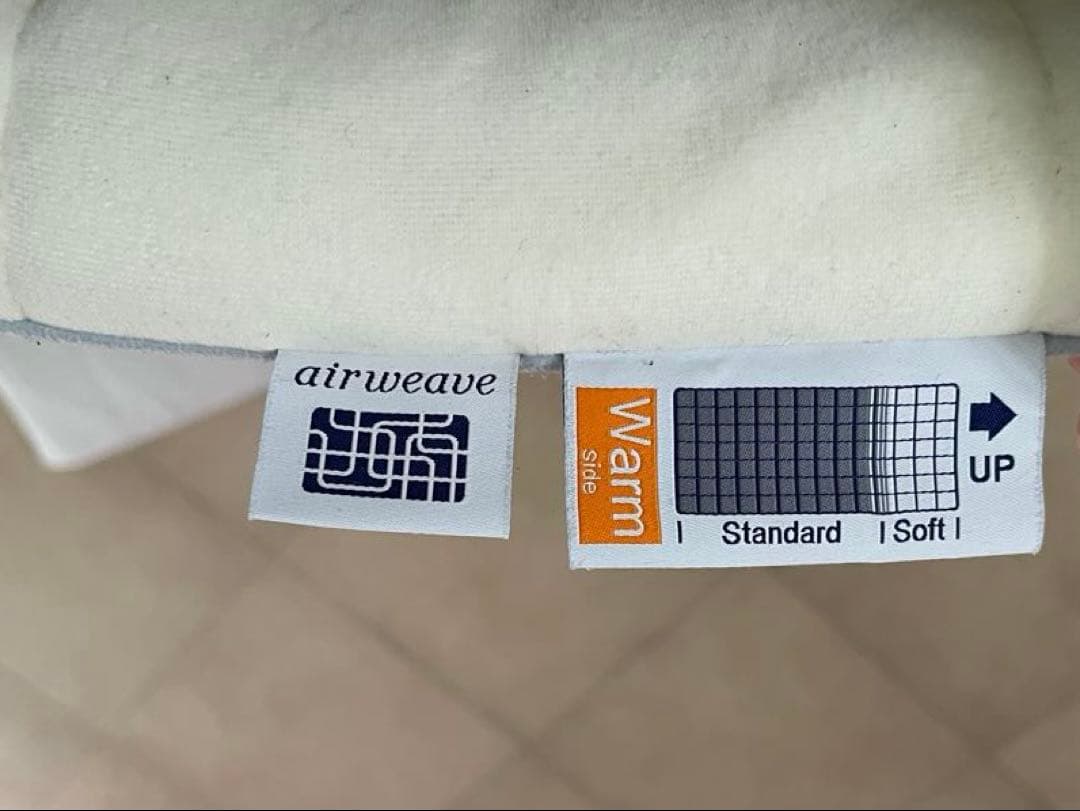 airweave
Warm
side
UP
| Standard | Soft |